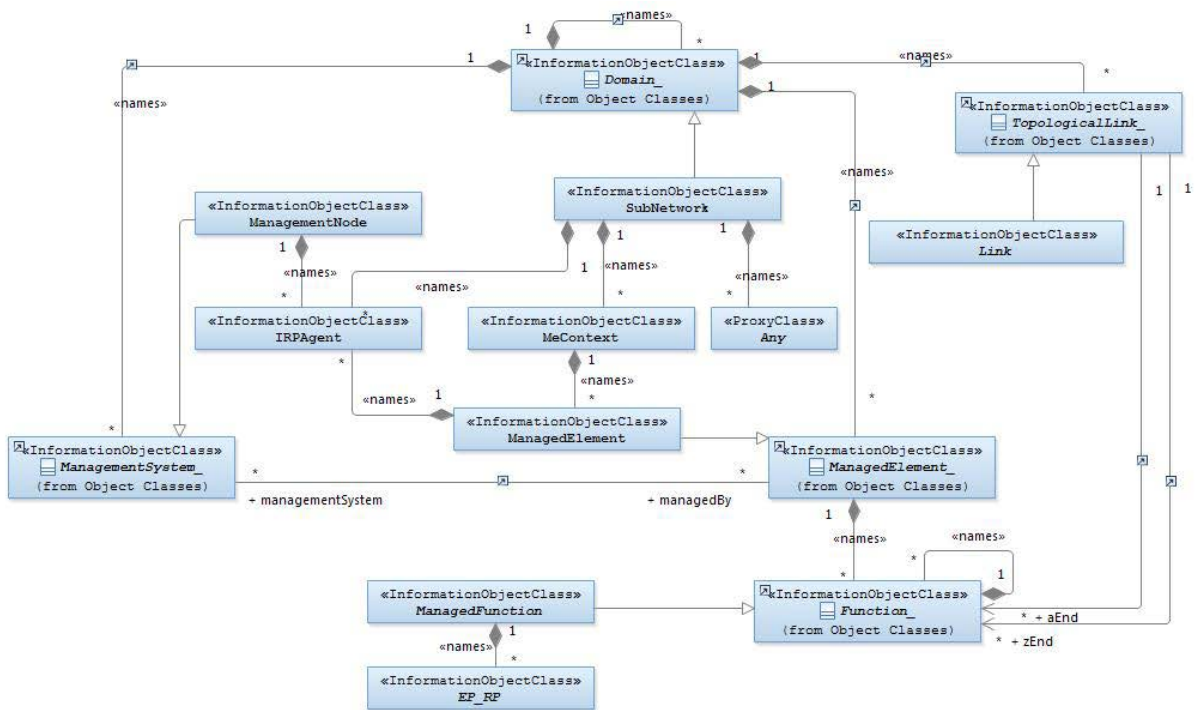 «names»
1
*
1
1
«names»
*
«InformationObjectClass»
Domain_
(from Object Classes)
1
«names»
«InformationObjectClass»
TopologicalLink_
(from Object Classes)
«names»
1
1
«InformationObjectClass»
SubNetwork
«InformationObjectClass»
ManagementNode
«InformationObjectClass»
Link
1
1
1
«names»
1
«names»
«names»
«names»
*
*
*
*
«InformationObjectClass»
IRPAgent
«InformationObjectClass»
MeContext
«ProxyClass»
Any
*
1
«names»
«names»
1
*
*
«InformationObjectClass»
ManagedElement
*
«InformationObjectClass»
ManagementSystem_
(from Object Classes)
«InformationObjectClass»
ManagedElement_
(from Object Classes)
*
*
+ managementSystem
+ managedBy
1
«names»
*
«names»
*
1
«InformationObjectClass»
ManagedFunction
«InformationObjectClass»
Function_
(from Object Classes)
* + aEnd
* + zEnd
1
«names»
*
«InformationObjectClass»
EP_RP